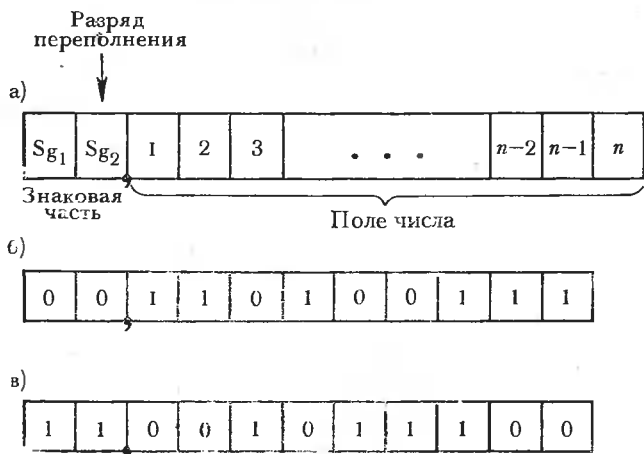 Разряд
переполнения
а)
Sg₁ Sg₂ 1 2 3 . . . n−2 n−1 n
Знаковая
часть
Поле числа
б)
0 0 , 1 1 0 1 0 0 1 1 1
в)
1 1 , 0 0 1 0 1 1 1 0 0